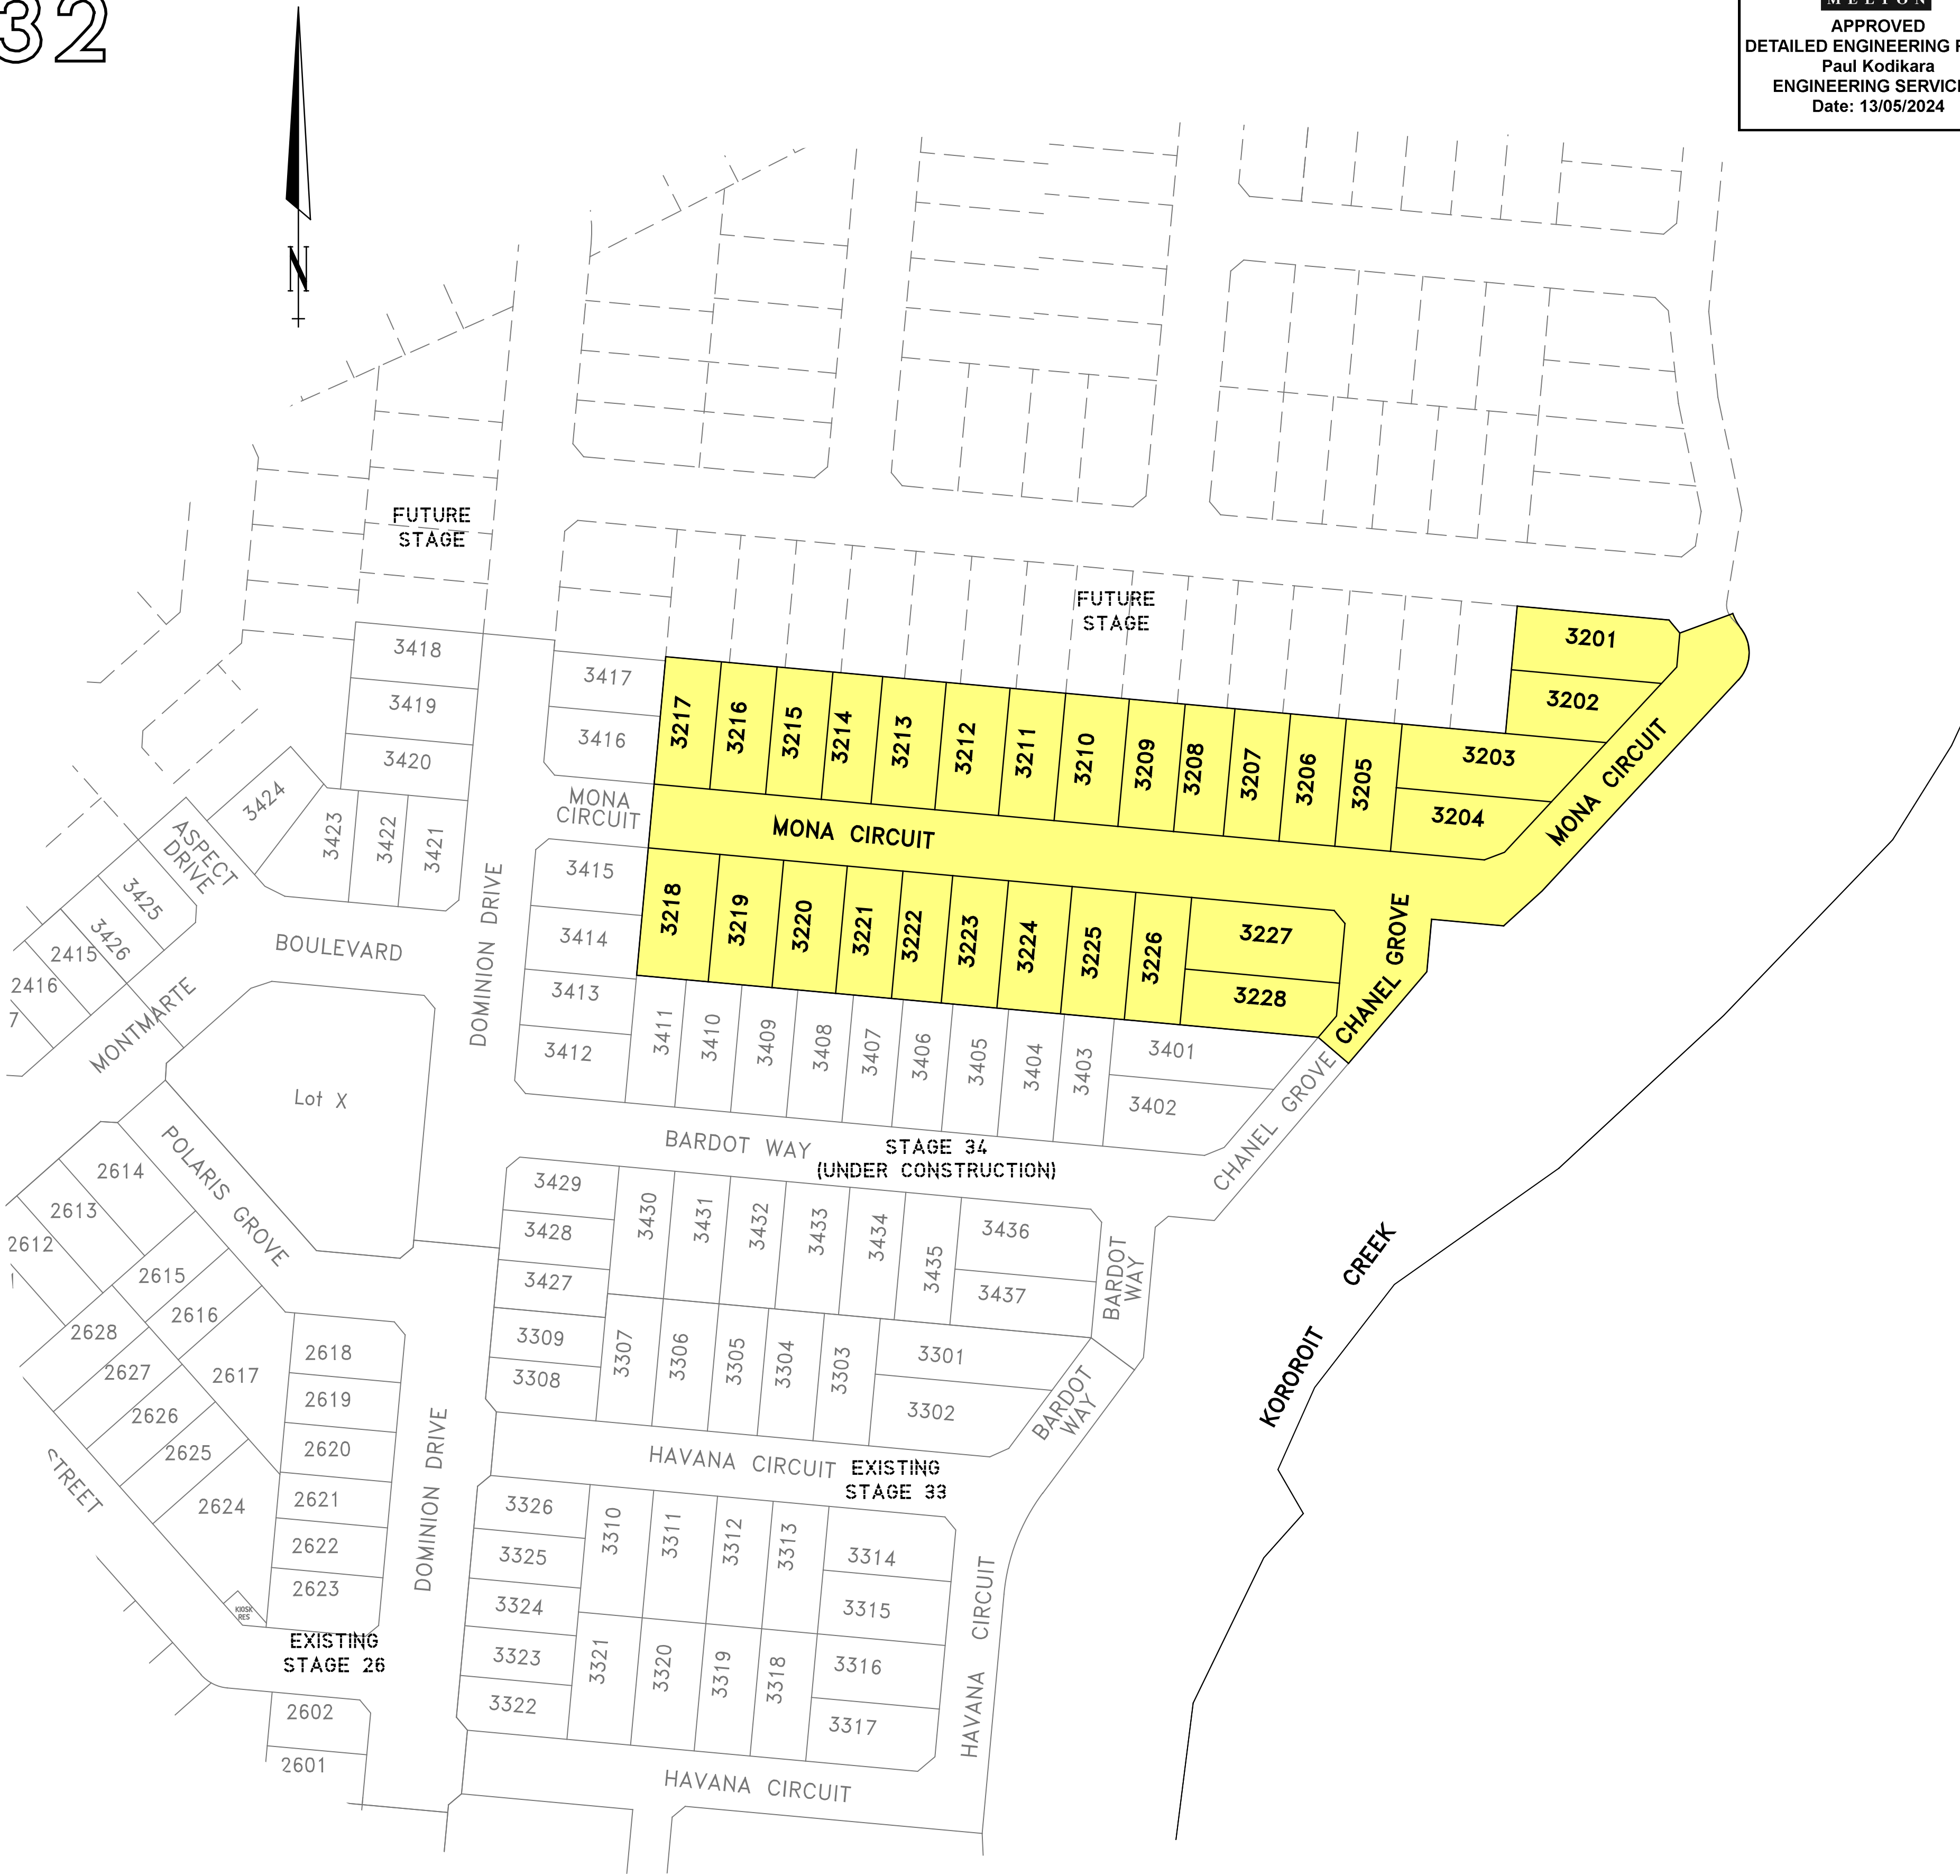 32
MELTON
APPROVED
DETAILED ENGINEERING
Paul Kodikara
ENGINEERING
Date: 13/05/2024
N
FUTURE
STAGE
FUTURE
STAGE
3201
3202
3203
3204
MONA CIRCUIT
3418
3419
3420
3417
3416
3217
3216
3215
3214
3213
3212
3211
3210
3209
3208
3207
3206
3205
MONA
CIRCUIT
MONA CIRCUIT
3424
3423
3422
3421
ASPECT
DRIVE
3425
3426
2415
2416
7
MONTMARTE
BOULEVARD
DOMINION DRIVE
3415
3414
3413
3412
3218
3219
3220
3221
3222
3223
3224
3225
3226
3227
3228
CHANEL GROVE
3411
3410
3409
3408
3407
3406
3405
3404
3403
3401
3402
CHANEL GROVE
Lot X
BARDOT WAY
STAGE 34
(UNDER CONSTRUCTION)
POLARIS GROVE
2614
2613
2612
2615
2616
2617
2628
2627
2626
2625
2624
2618
2619
2620
2621
2622
2623
STREET
KIOSK
RES
EXISTING
STAGE 26
2602
2601
DOMINION DRIVE
3429
3428
3427
3309
3308
3430
3431
3432
3433
3434
3435
3436
3437
BARDOT
WAY
3307
3306
3305
3304
3303
3301
3302
BARDOT
WAY
HAVANA CIRCUIT
EXISTING
STAGE 33
3326
3325
3324
3323
3322
3310
3311
3312
3313
3314
3315
3316
3317
3321
3320
3319
3318
HAVANA CIRCUIT
HAVANA CIRCUIT
KOROROIT CREEK